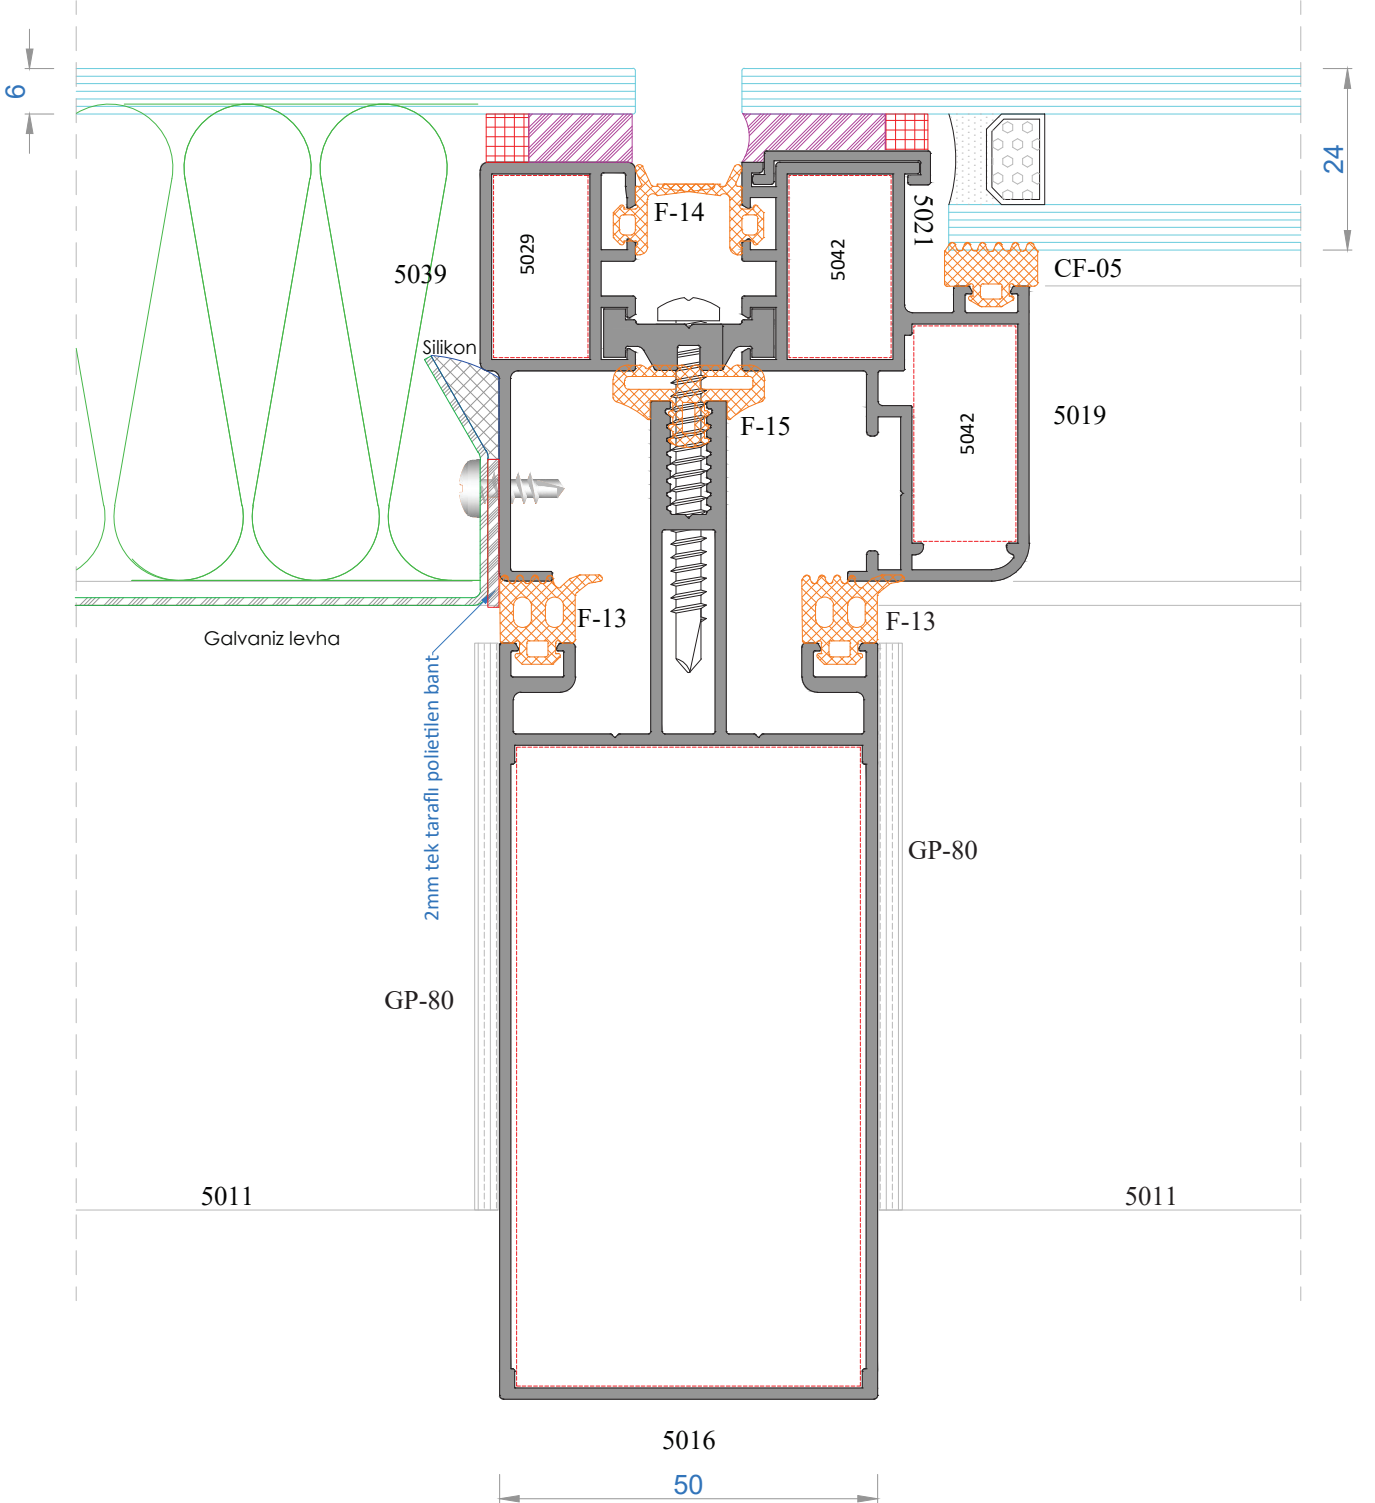 6
24
F-14
5021
5029
5042
5039
CF-05
Silikon
5019
F-15
5042
F-13
F-13
Galvaniz levha
2mm tek taraflı polietilen bant
GP-80
GP-80
5011
5011
5016
50